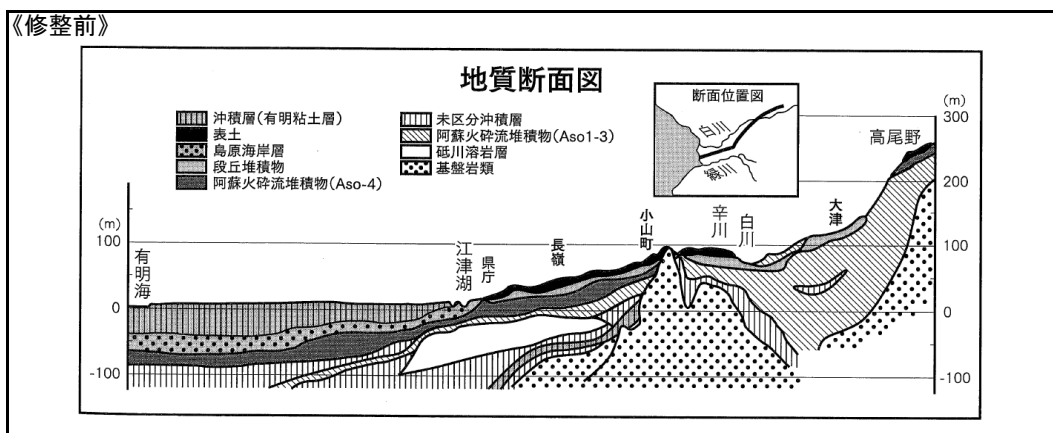 《修整前》
地質断面図
沖積層(有明粘土層)
表土
島原海岸層
段丘堆積物
阿蘇火砕流堆積物(Aso-4)
未区分沖積層
阿蘇火砕流堆積物(Aso1-3)
砥川溶岩層
基盤岩類
断面位置図
白川
緑川
(m)
300
200
100
0
-100
高尾野
大津
白川
辛川
小山町
長嶺
県庁
江津湖
有明海
(m)
100
0
-100